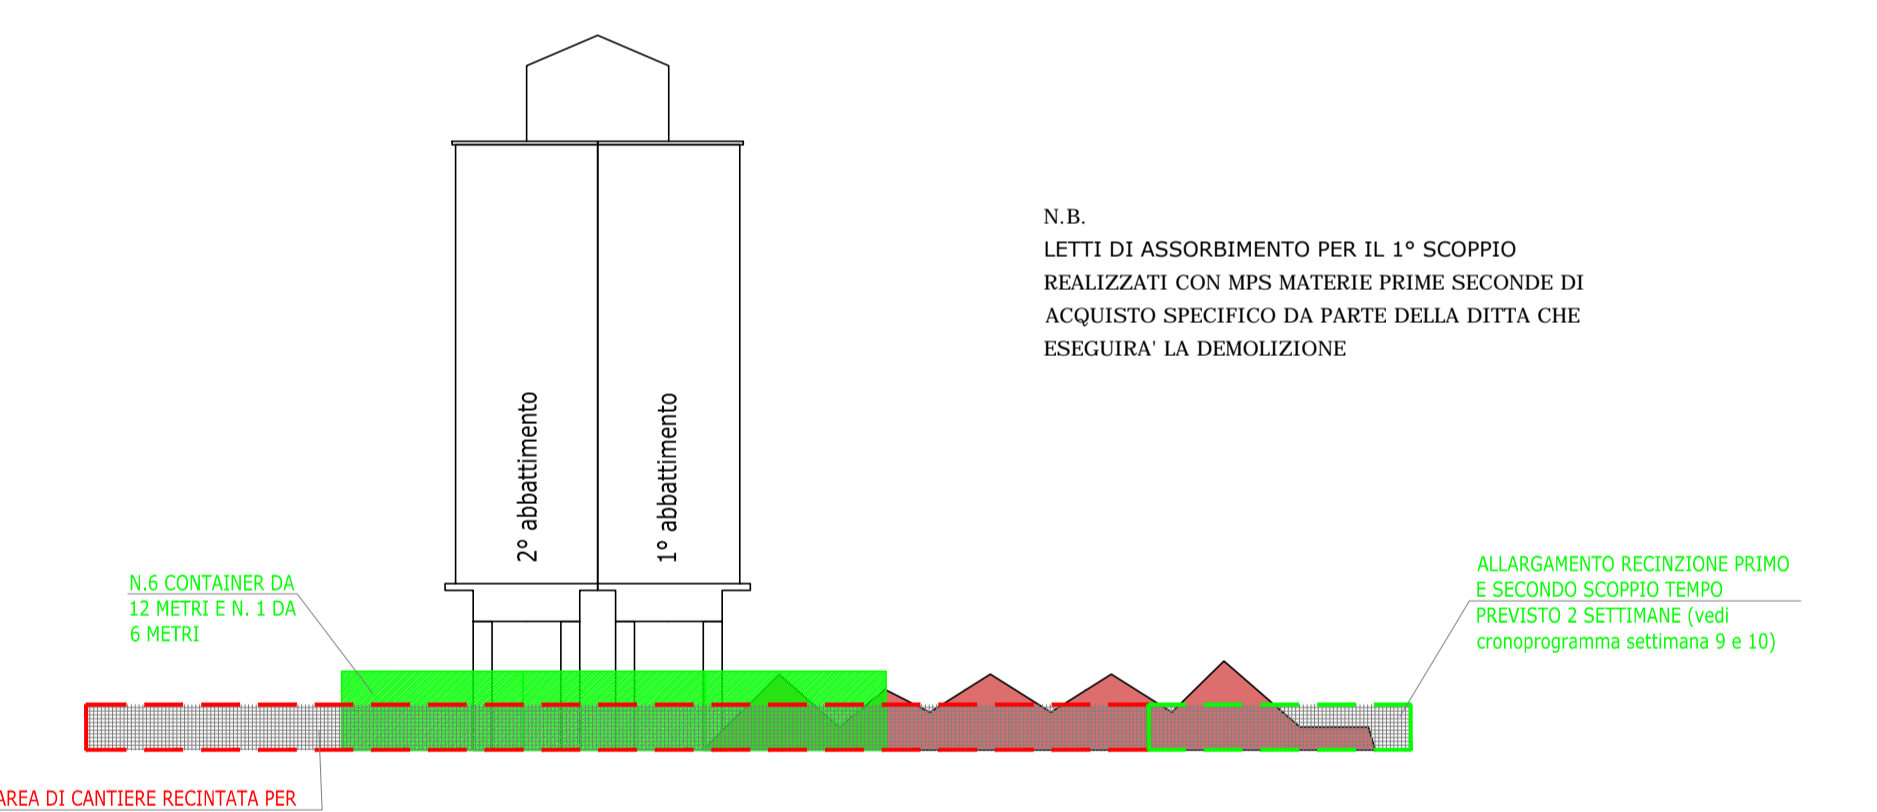 N.B.
LETTI DI ASSORBIMENTO PER IL 1° SCOPPIO
REALIZZATI CON MPS MATERIE PRIME SECONDE DI
ACQUISTO SPECIFICO DA PARTE DELLA DITTA CHE
ESEGUIRA' LA DEMOLIZIONE
2° abbattimento
1° abbattimento
N.6 CONTAINER DA
12 METRI E N. 1 DA
6 METRI
ALLARGAMENTO RECINZIONE PRIMO
E SECONDO SCOPPIO TEMPO
PREVISTO 2 SETTIMANE (vedi
cronoprogramma settimana 9 e 10)
AREA DI CANTIERE RECINTATA PER